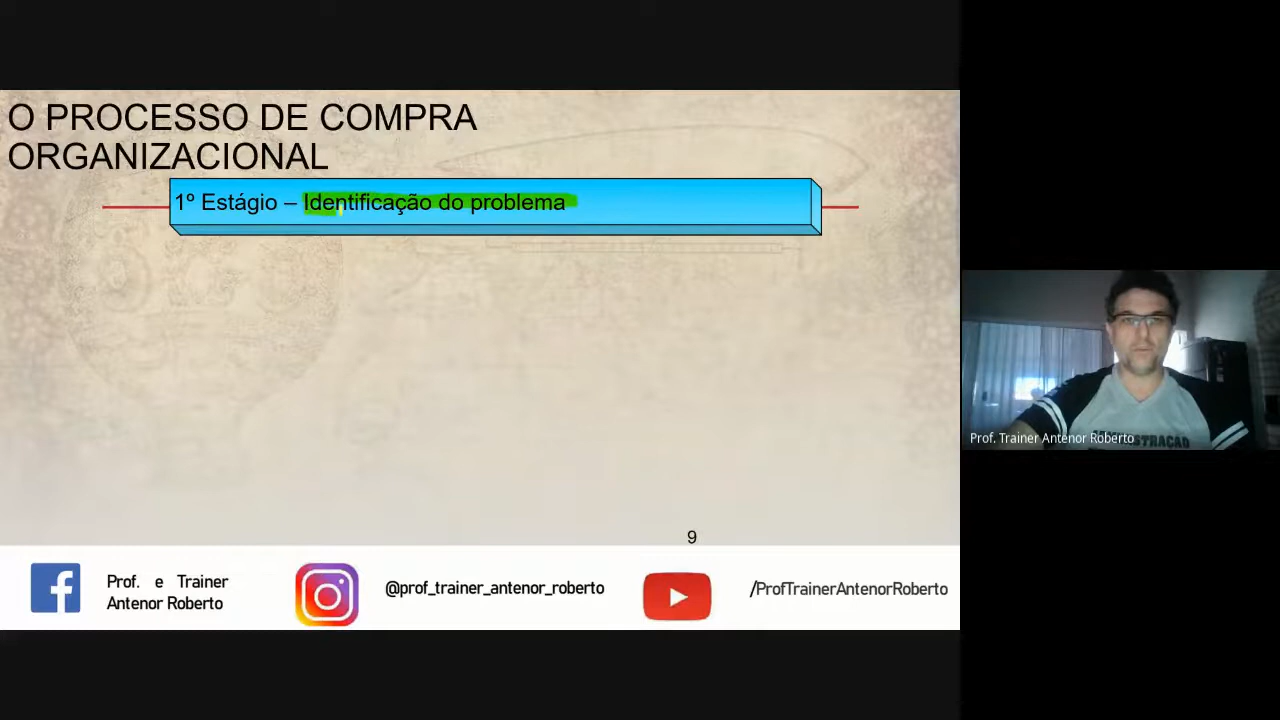 O PROCESSO DE COMPRA
ORGANIZACIONAL
1º Estágio – Identificação do problema
9
Prof. e Trainer
Antenor Roberto
@prof_trainer_antenor_roberto
/ProfTrainerAntenorRoberto
Prof. Trainer Antenor Roberto